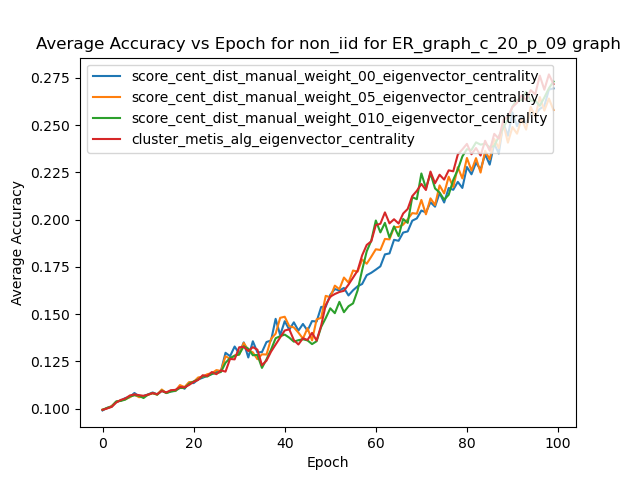 Average Accuracy vs Epoch for non_iid for ER_graph_c_20_p_09 graph
score_cent_dist_manual_weight_00_eigenvector_centrality
score_cent_dist_manual_weight_05_eigenvector_centrality
score_cent_dist_manual_weight_010_eigenvector_centrality
cluster_metis_alg_eigenvector_centrality
Average Accuracy
0.275
0.250
0.225
0.200
0.175
0.150
0.125
0.100
0 20 40 60 80 100
Epoch